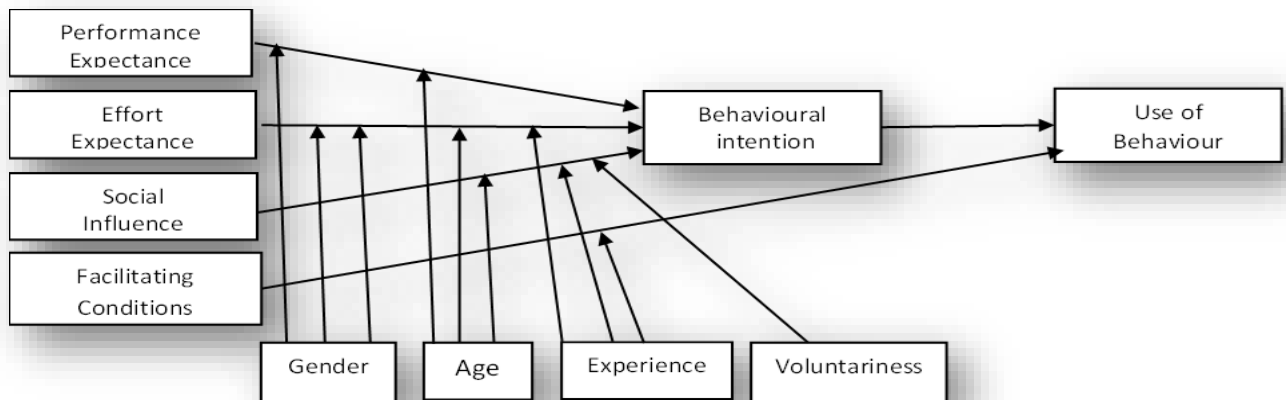 Performance
Expectance
Effort
Expectance
Social
Influence
Facilitating
Conditions
Behavioural
intention
Use of
Behaviour
Gender
Age
Experience
Voluntariness